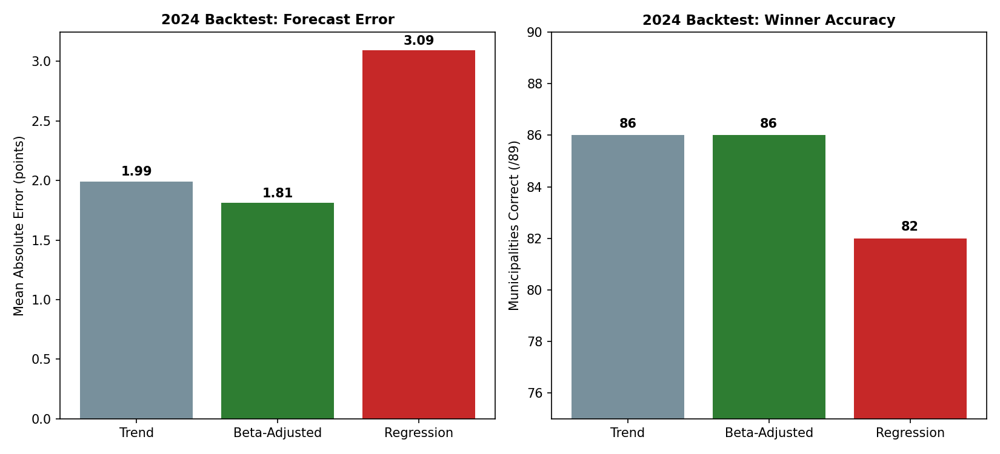 2024 Backtest: Forecast Error
Mean Absolute Error (points)
3.0
2.5
2.0
1.5
1.0
0.5
0.0
1.99
1.81
3.09
Trend
Beta-Adjusted
Regression
2024 Backtest: Winner Accuracy
Municipalities Correct (/89)
90
88
86
84
82
80
78
76
86
86
82
Trend
Beta-Adjusted
Regression